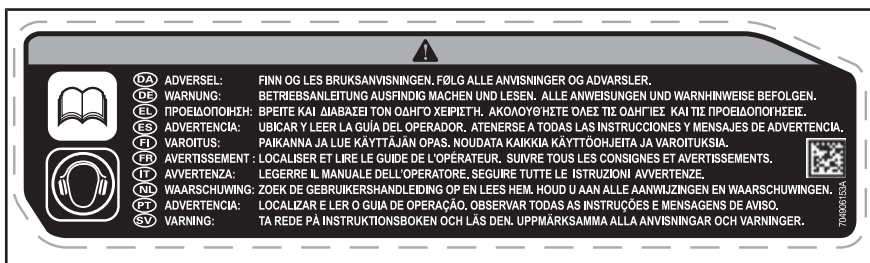 DA ADVERSEL: FINN OG LES BRUKSANVISNINGEN. FØLG ALLE ANVISNINGER OG ADVARSLER.
DE WARNUNG: BETRIEBSANLEITUNG AUSFINDIG MACHEN UND LESEN. ALLE ANWEISUNGEN UND WARNHINWEISE BEFOLGEN.
EL ΠΡΟΕΙΔΟΠΟΙΗΣΗ: ΒΡΕΙΤΕ ΚΑΙ ΔΙΑΒΑΣΕΙ ΤΟΝ ΟΔΗΓΟ ΧΕΙΡΙΣΤΗ. ΑΚΟΛΟΥΘΗΣΤΕ ΟΛΕΣ ΤΙΣ ΟΔΗΓΙΕΣ ΚΑΙ ΤΙΣ ΠΡΟΕΙΔΟΠΟΙΗΣΕΙΣ.
ES ADVERTENCIA: UBICAR Y LEER LA GUÍA DEL OPERADOR. ATENERSE A TODAS LAS INSTRUCCIONES Y MENSAJES DE ADVERTENCIA.
FI VAROITUS: PAIKANNA JA LUE KÄYTTÄJÄN OPAS. NOUDATA KAIKKIA KÄYTTÖOHJEITA JA VAROITUKSIA.
FR AVERTISSEMENT : LOCALISER ET LIRE LE GUIDE DE L'OPÉRATEUR. SUIVRE TOUS LES CONSIGNES ET AVERTISSEMENTS.
IT AVVERTENZA: LEGERRE IL MANUALE DELL'OPERATORE. SEGUIRE TUTTE LE ISTRUZIONI AVVERTENZE.
NL WAARSCHUWING: ZOEK DE GEBRUIKERSHANDLEIDING OP EN LEES HEM. HOUD U AAN ALLE AANWIJZINGEN EN WAARSCHUWINGEN.
PT ADVERTENCIA: LOCALIZAR E LER O GUIA DE OPERAÇÃO. OBSERVAR TODAS AS INSTRUÇÕES E MENSAGENS DE AVISO.
SV VARNING: TA REDE PÅ INSTRUKTIONSBOKEN OCH LÄS DEN. UPPMÄRKSAMMA ALLA ANVISNINGAR OCH VARNINGER.
704906153A